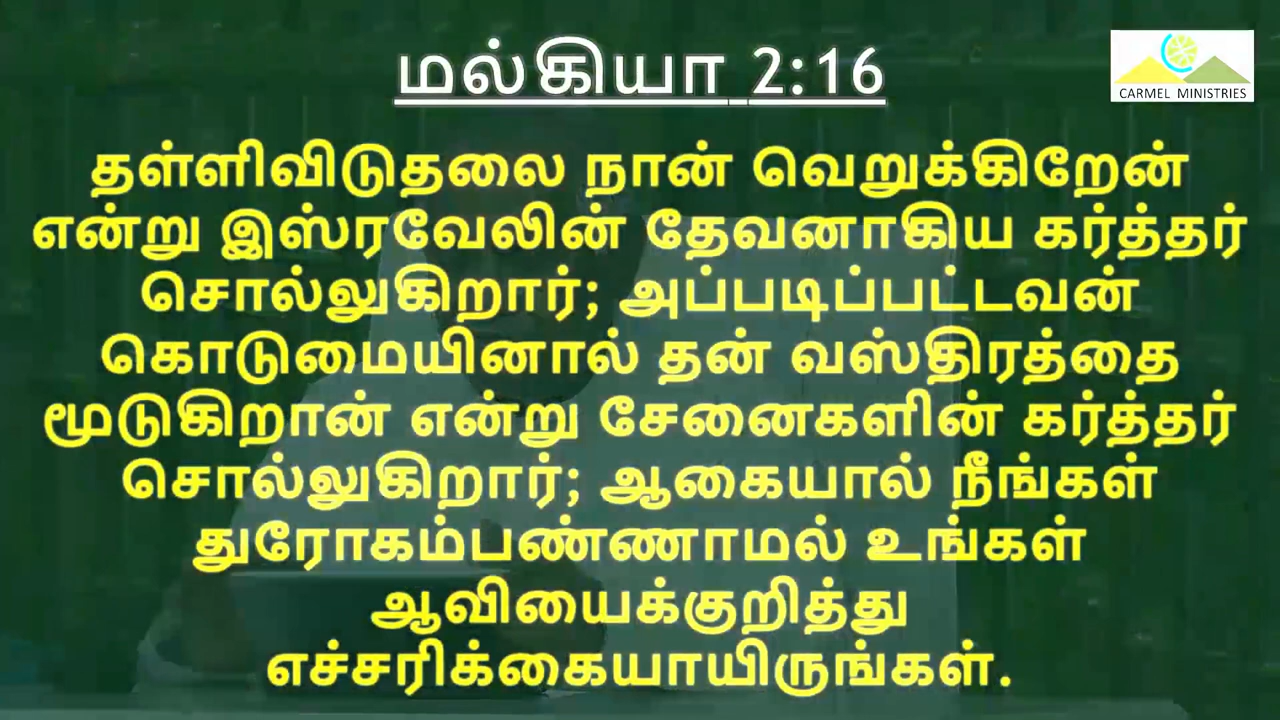 மல்கியா 2:16
CARMEL MINISTRIES
தள்ளிவிடுதலை நான் வெறுக்கிறேன்
என்று இஸ்ரவேலின் தேவனாகிய கர்த்தர்
சொல்லுகிறார்; அப்படிப்பட்டவன்
கொடுமையினால் தன் வஸ்திரத்தை
மூடுகிறான் என்று சேனைகளின் கர்த்தர்
சொல்லுகிறார்; ஆகையால் நீங்கள்
துரோகம்பண்ணாமல் உங்கள்
ஆவியைக்குறித்து
எச்சரிக்கையாயிருங்கள்.